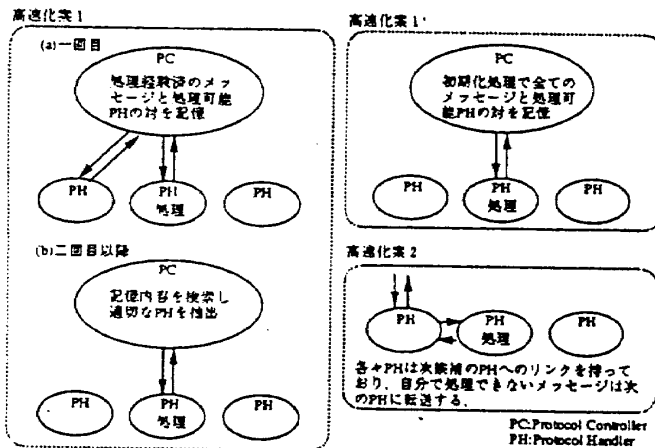 高速化案1
(a)一回目
PC
処理経験済のメッ
セージと処理可能
PHの対を記憶
PH
PH
処理
PH
(b)二回目以降
PC
記憶内容を検索し
適切なPHを抽出
PH
PH
処理
PH
高速化案1'
PC
初期化処理で全ての
メッセージと処理可
能PHの対を記憶
PH
PH
処理
PH
高速化案2
PH
PH
処理
PH
各々PHは次候補のPHへのリンクを持って
おり、自分で処理できないメッセージは次
のPHに転送する.
PC:Protocol Controller
PH:Protocol Handler